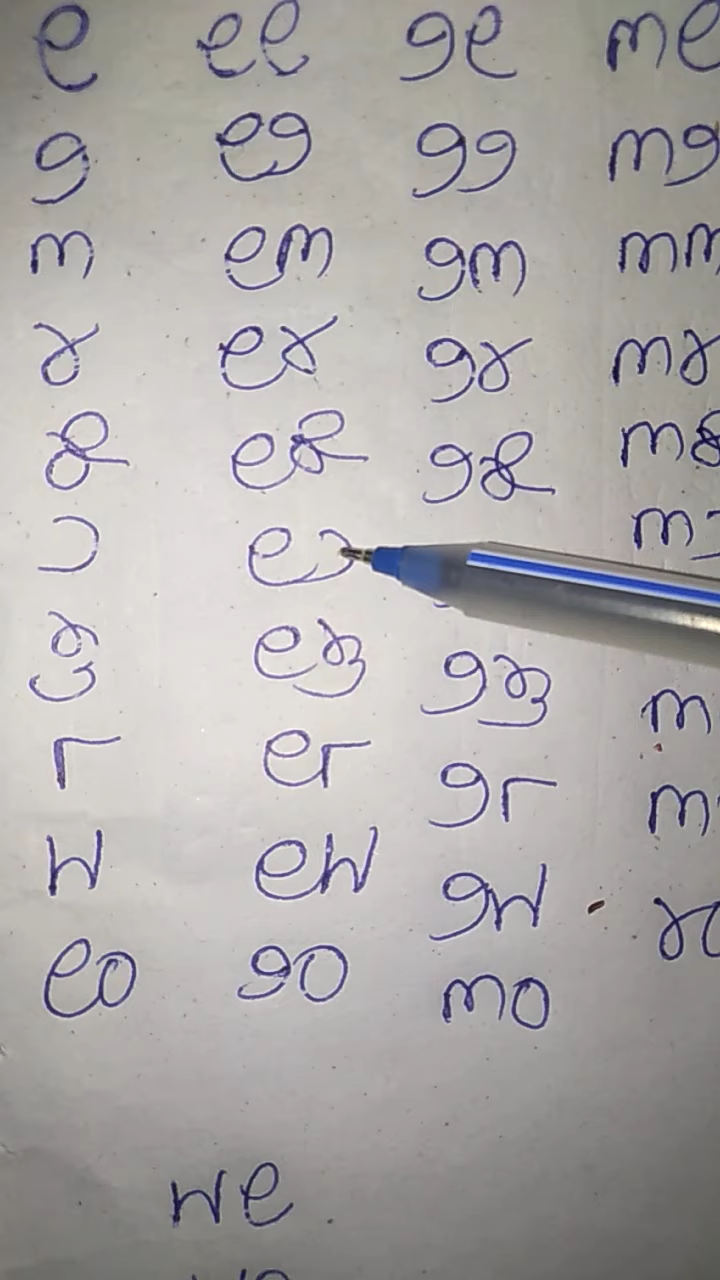 ൧ ൧൧ ൨൧ ൩൧
൨ ൧൨ ൨൨ ൩൨
൩ ൧൩ ൨൩ ൩൩
൪ ൧൪ ൨൪ ൩൪
൫ ൧൫ ൨൫ ൩൫
൬ ൧൬
൭ ൧൭ ൨൭
൮ ൧൮ ൨൮
൯ ൧൯ ൨൯
൧൦ ൨൦ ൩൦
൯൧